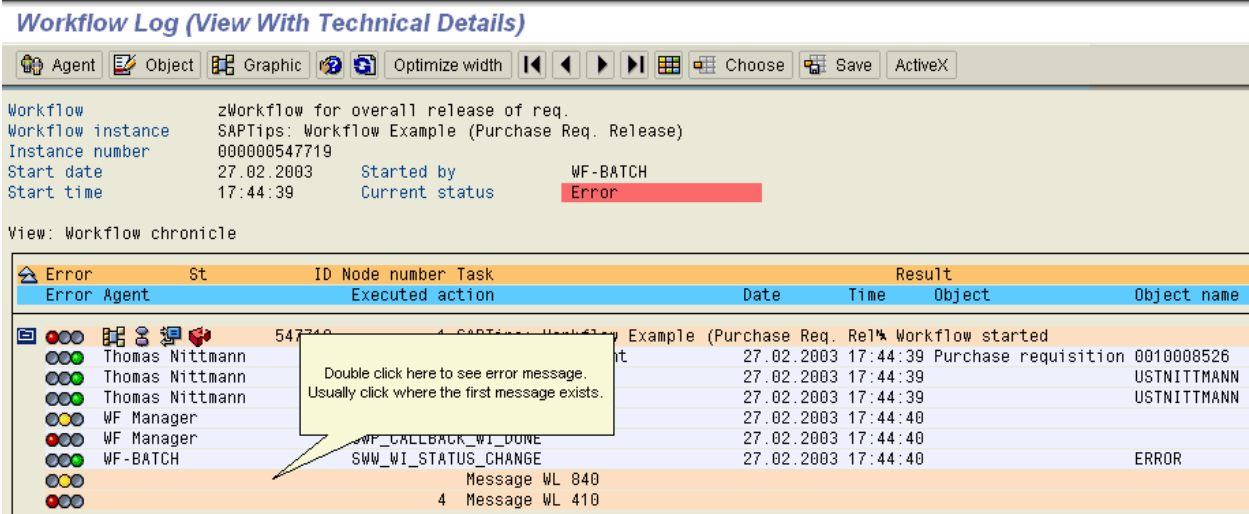 Workflow Log (View With Technical Details)
Agent Object Graphic Optimize width Choose Save ActiveX
Workflow zWorkflow for overall release of req.
Workflow instance SAPTips: Workflow Example (Purchase Req. Release)
Instance number 000000547719
Start date 27.02.2003 Started by WF-BATCH
Start time 17:44:39 Current status Error
View: Workflow chronicle
Error St ID Node number Task Result
Error Agent Executed action Date Time Object Object name
Workflow Example (Purchase Req. Rel% Workflow started
Thomas Nittmann 27.02.2003 17:44:39 Purchase requisition 0010008526
Thomas Nittmann 27.02.2003 17:44:39 USTNITTMANN
Thomas Nittmann 27.02.2003 17:44:39 USTNITTMANN
WF Manager 27.02.2003 17:44:40
WF Manager SWP_CALLBACK_WI_DONE 27.02.2003 17:44:40
WF-BATCH SWW_WI_STATUS_CHANGE 27.02.2003 17:44:40 ERROR
Message WL 840
4 Message WL 410
Double click here to see error message.
Usually click where the first message exists.